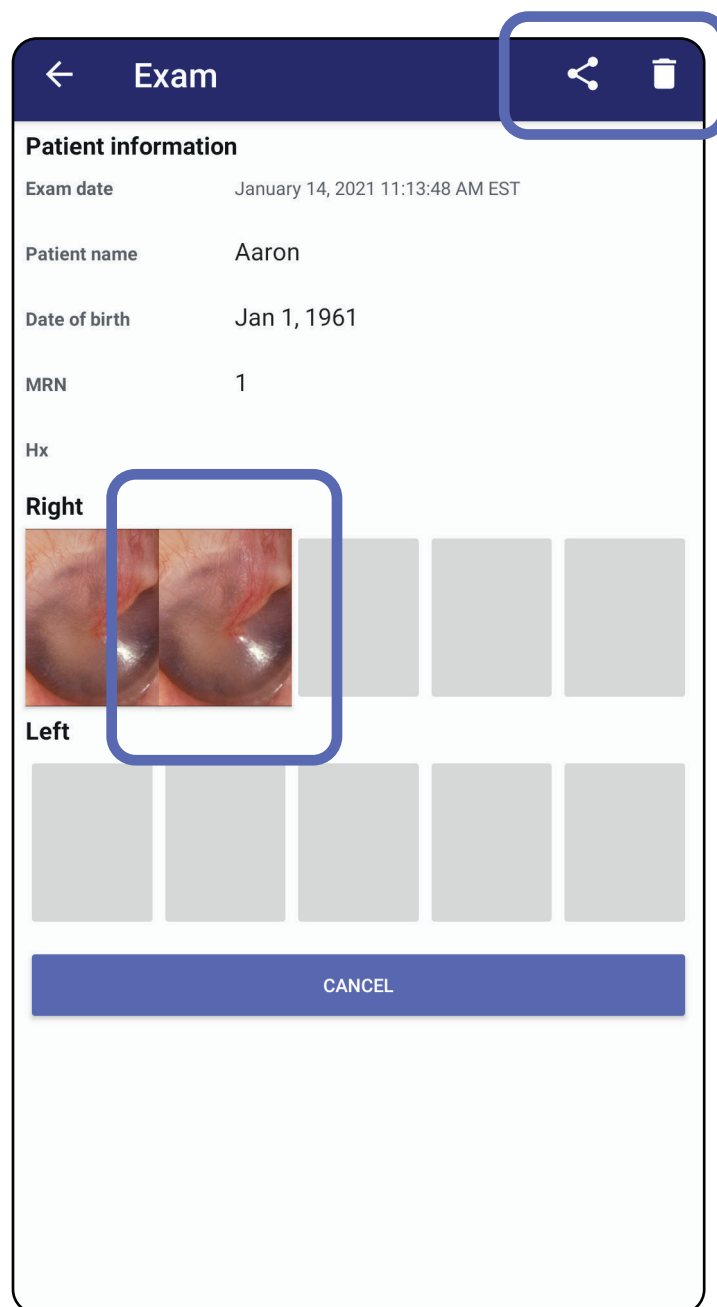 Exam
Patient information
Exam date January 14, 2021 11:13:48 AM EST
Patient name Aaron
Date of birth Jan 1, 1961
MRN 1
Hx
Right
Left
CANCEL